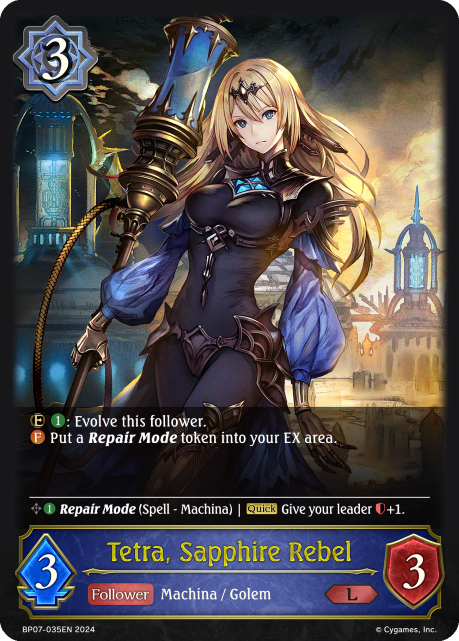 3
E 1: Evolve this follower.
F Put a Repair Mode token into your EX area.
1 Repair Mode (Spell - Machina) | Quick Give your leader +1.
Tetra, Sapphire Rebel
3
Follower Machina / Golem L
3
BP07-035EN 2024 © Cygames, Inc.